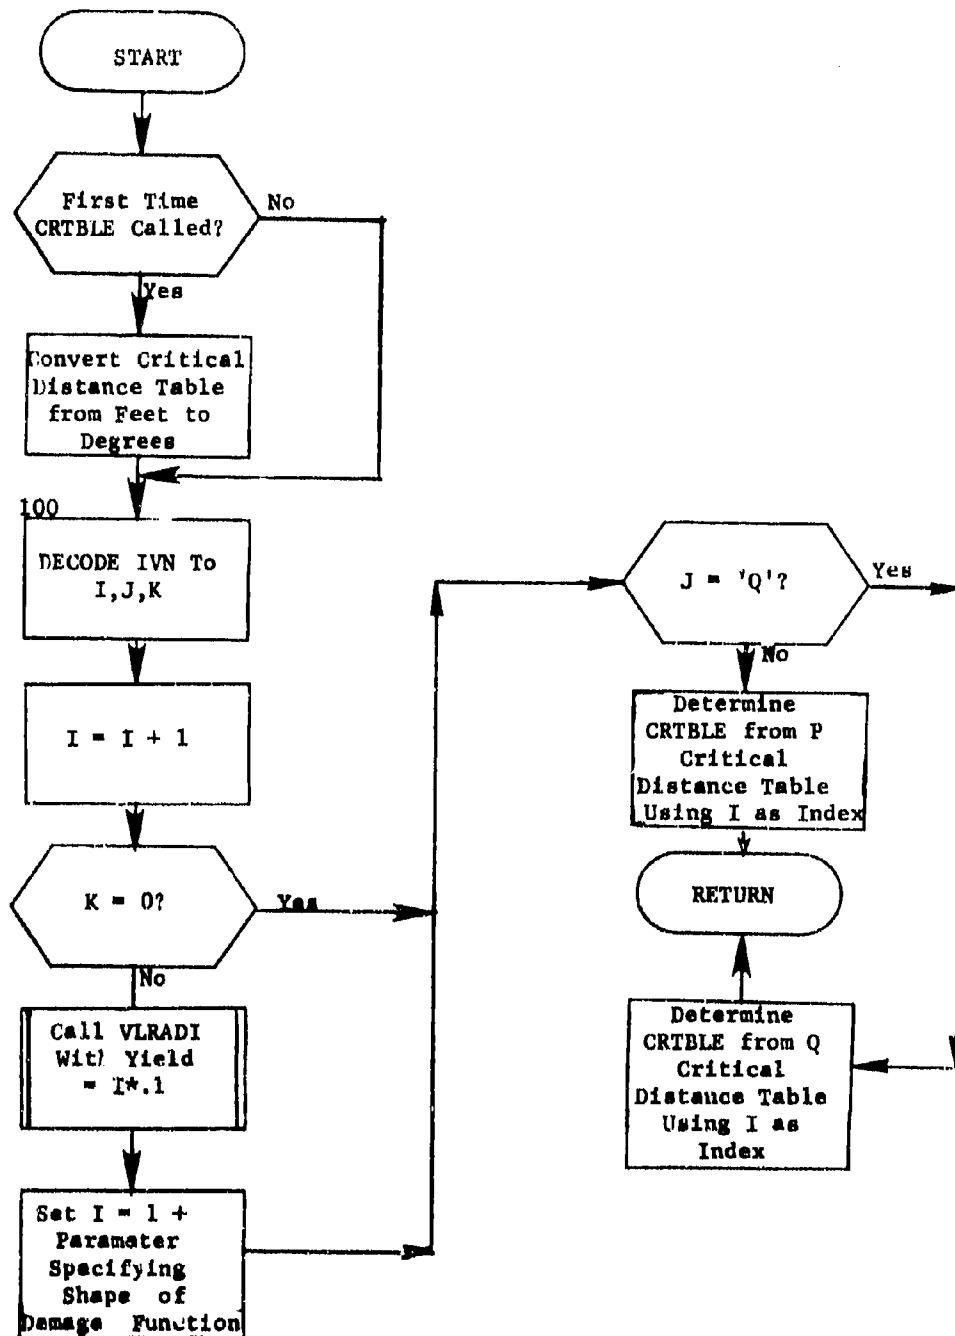 START
First Time
CRTBLE Called?
No
Yes
Convert Critical
Distance Table
from Feet to
Degrees
100
DECODE IVN To
I,J,K
I = I + 1
K = 0?
Yes
No
Call VLRADI
With Yield
= I*.1
Set I = 1 +
Parameter
Specifying
Shape of
Damage Function
J = 'Q'?
Yes
No
Determine
CRTBLE from P
Critical
Distance Table
Using I as Index
RETURN
Determine
CRTBLE from Q
Critical
Distance Table
Using I as
Index